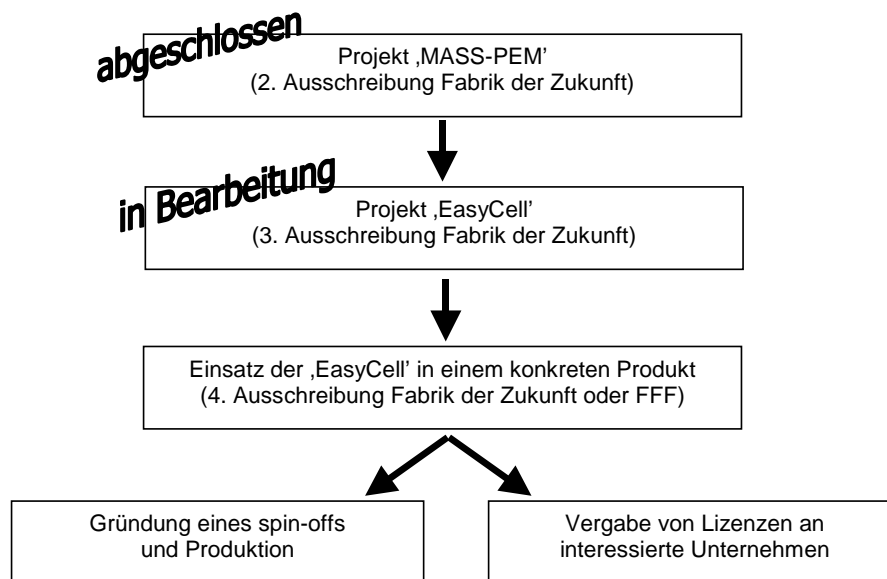 abgeschlossen
Projekt ‚MASS-PEM’
(2. Ausschreibung Fabrik der Zukunft)
in Bearbeitung
Projekt ‚EasyCell’
(3. Ausschreibung Fabrik der Zukunft)
Einsatz der ‚EasyCell’ in einem konkreten Produkt
(4. Ausschreibung Fabrik der Zukunft oder FFF)
Gründung eines spin-offs
und Produktion
Vergabe von Lizenzen an
interessierte Unternehmen